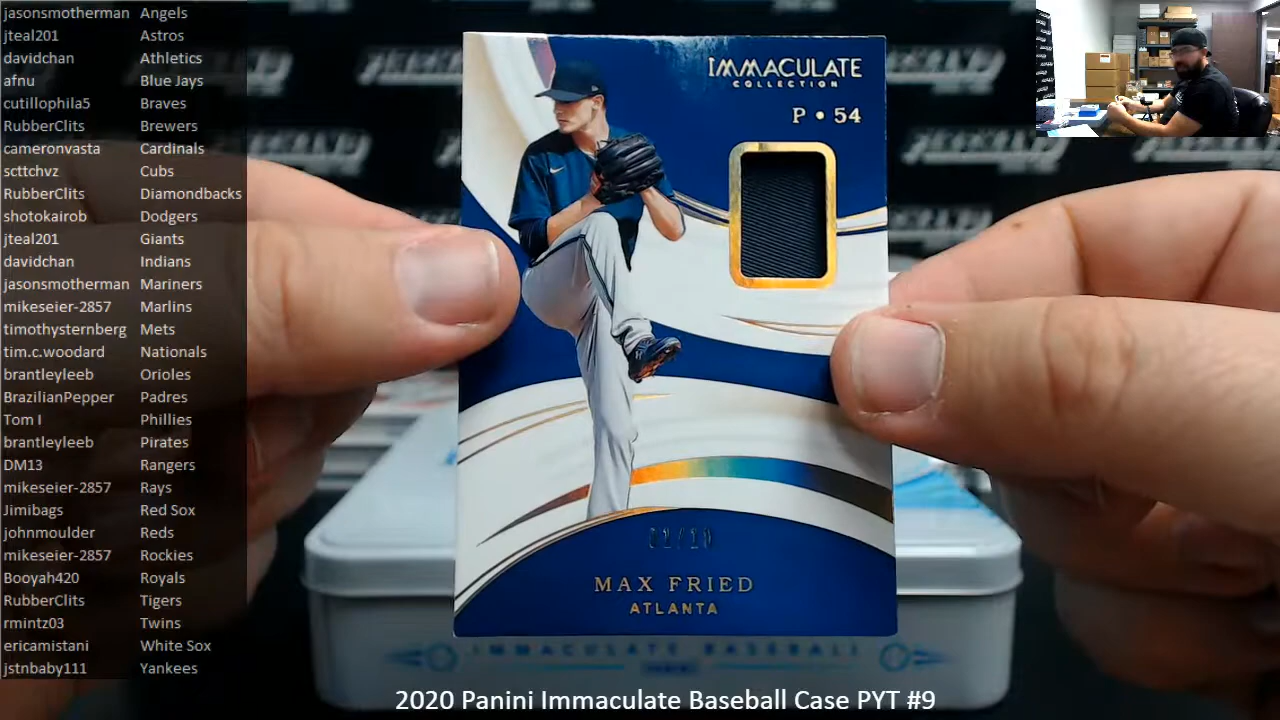 jasonsmotherman Angels
jteal201 Astros
davidchan Athletics
afnu Blue Jays
cutillophila5 Braves
RubberClits Brewers
cameronvasta Cardinals
scttchvz Cubs
RubberClits Diamondbacks
shotokairob Dodgers
jteal201 Giants
davidchan Indians
jasonsmotherman Mariners
mikeseier-2857 Marlins
timothysternberg Mets
tim.c.woodard Nationals
brantleyleeb Orioles
BrazilianPepper Padres
Tom I Phillies
brantleyleeb Pirates
DM13 Rangers
mikeseier-2857 Rays
Jimibags Red Sox
johnmoulder Reds
mikeseier-2857 Rockies
Booyah420 Royals
RubberClits Tigers
rmintz03 Twins
ericamistani White Sox
jstnbaby111 Yankees
IMMACULATE
COLLECTION
P • 54
MAX FRIED
ATLANTA
IMMACULATE BASEBALL
2020 Panini Immaculate Baseball Case PYT #9